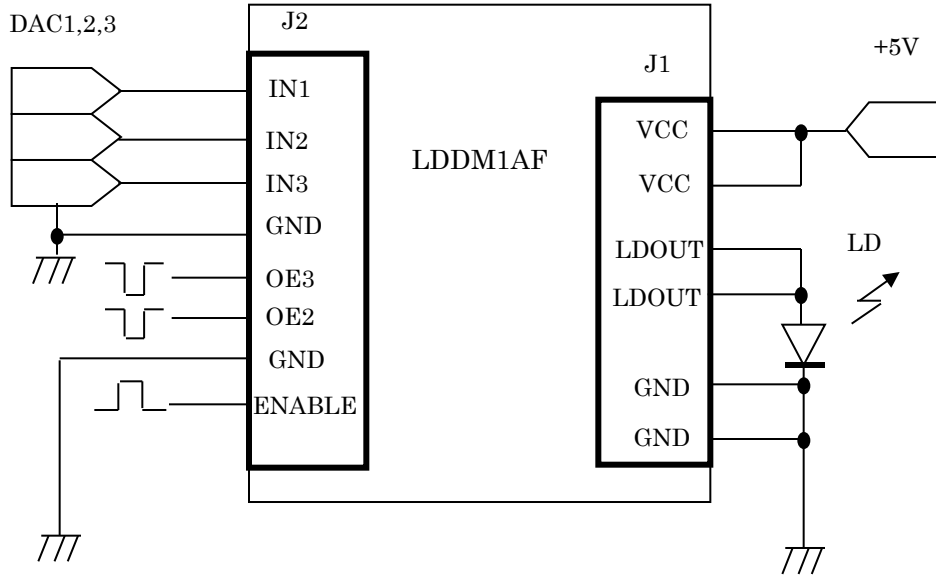 DAC1,2,3
J2
+5V
J1
IN1
IN2
IN3
GND
OE3
OE2
GND
ENABLE
LDDM1AF
VCC
VCC
LDOUT
LDOUT
GND
GND
LD